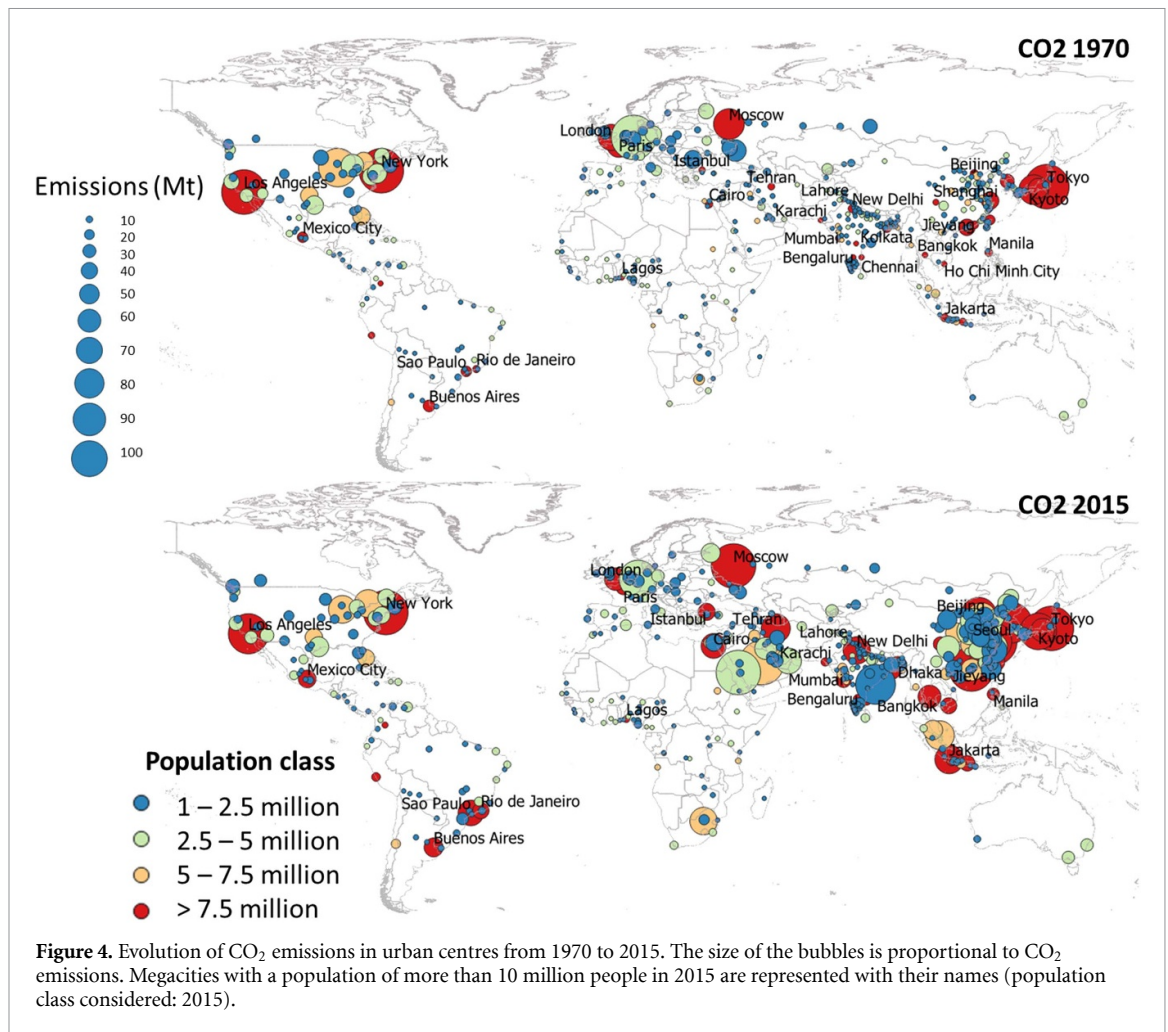 CO2 1970
London
Moscow
Paris
Istanbul
New York
Los Angeles
Emissions (Mt)
10
20
30
40
50
60
70
80
90
100
Mexico City
Tehran
Cairo
Lahore
New Delhi
Karachi
Mumbai
Kolkata
Bengaluru
Chennai
Beijing
Tokyo
Shanghai
Kyoto
Jieyang
Bangkok
Manila
Ho Chi Minh City
Lagos
Jakarta
Sao Paulo
Rio de Janeiro
Buenos Aires
CO2 2015
London
Moscow
Paris
New York
Los Angeles
Istanbul
Tehran
Cairo
Lahore
New Delhi
Karachi
Beijing
Seoul
Tokyo
Kyoto
Mexico City
Mumbai
Dhaka
Jieyang
Bengaluru
Bangkok
Manila
Lagos
Jakarta
Sao Paulo
Rio de Janeiro
Buenos Aires
Population class
1 – 2.5 million
2.5 – 5 million
5 – 7.5 million
> 7.5 million
Figure 4. Evolution of CO₂ emissions in urban centres from 1970 to 2015. The size of the bubbles is proportional to CO₂
emissions. Megacities with a population of more than 10 million people in 2015 are represented with their names (population
class considered: 2015).